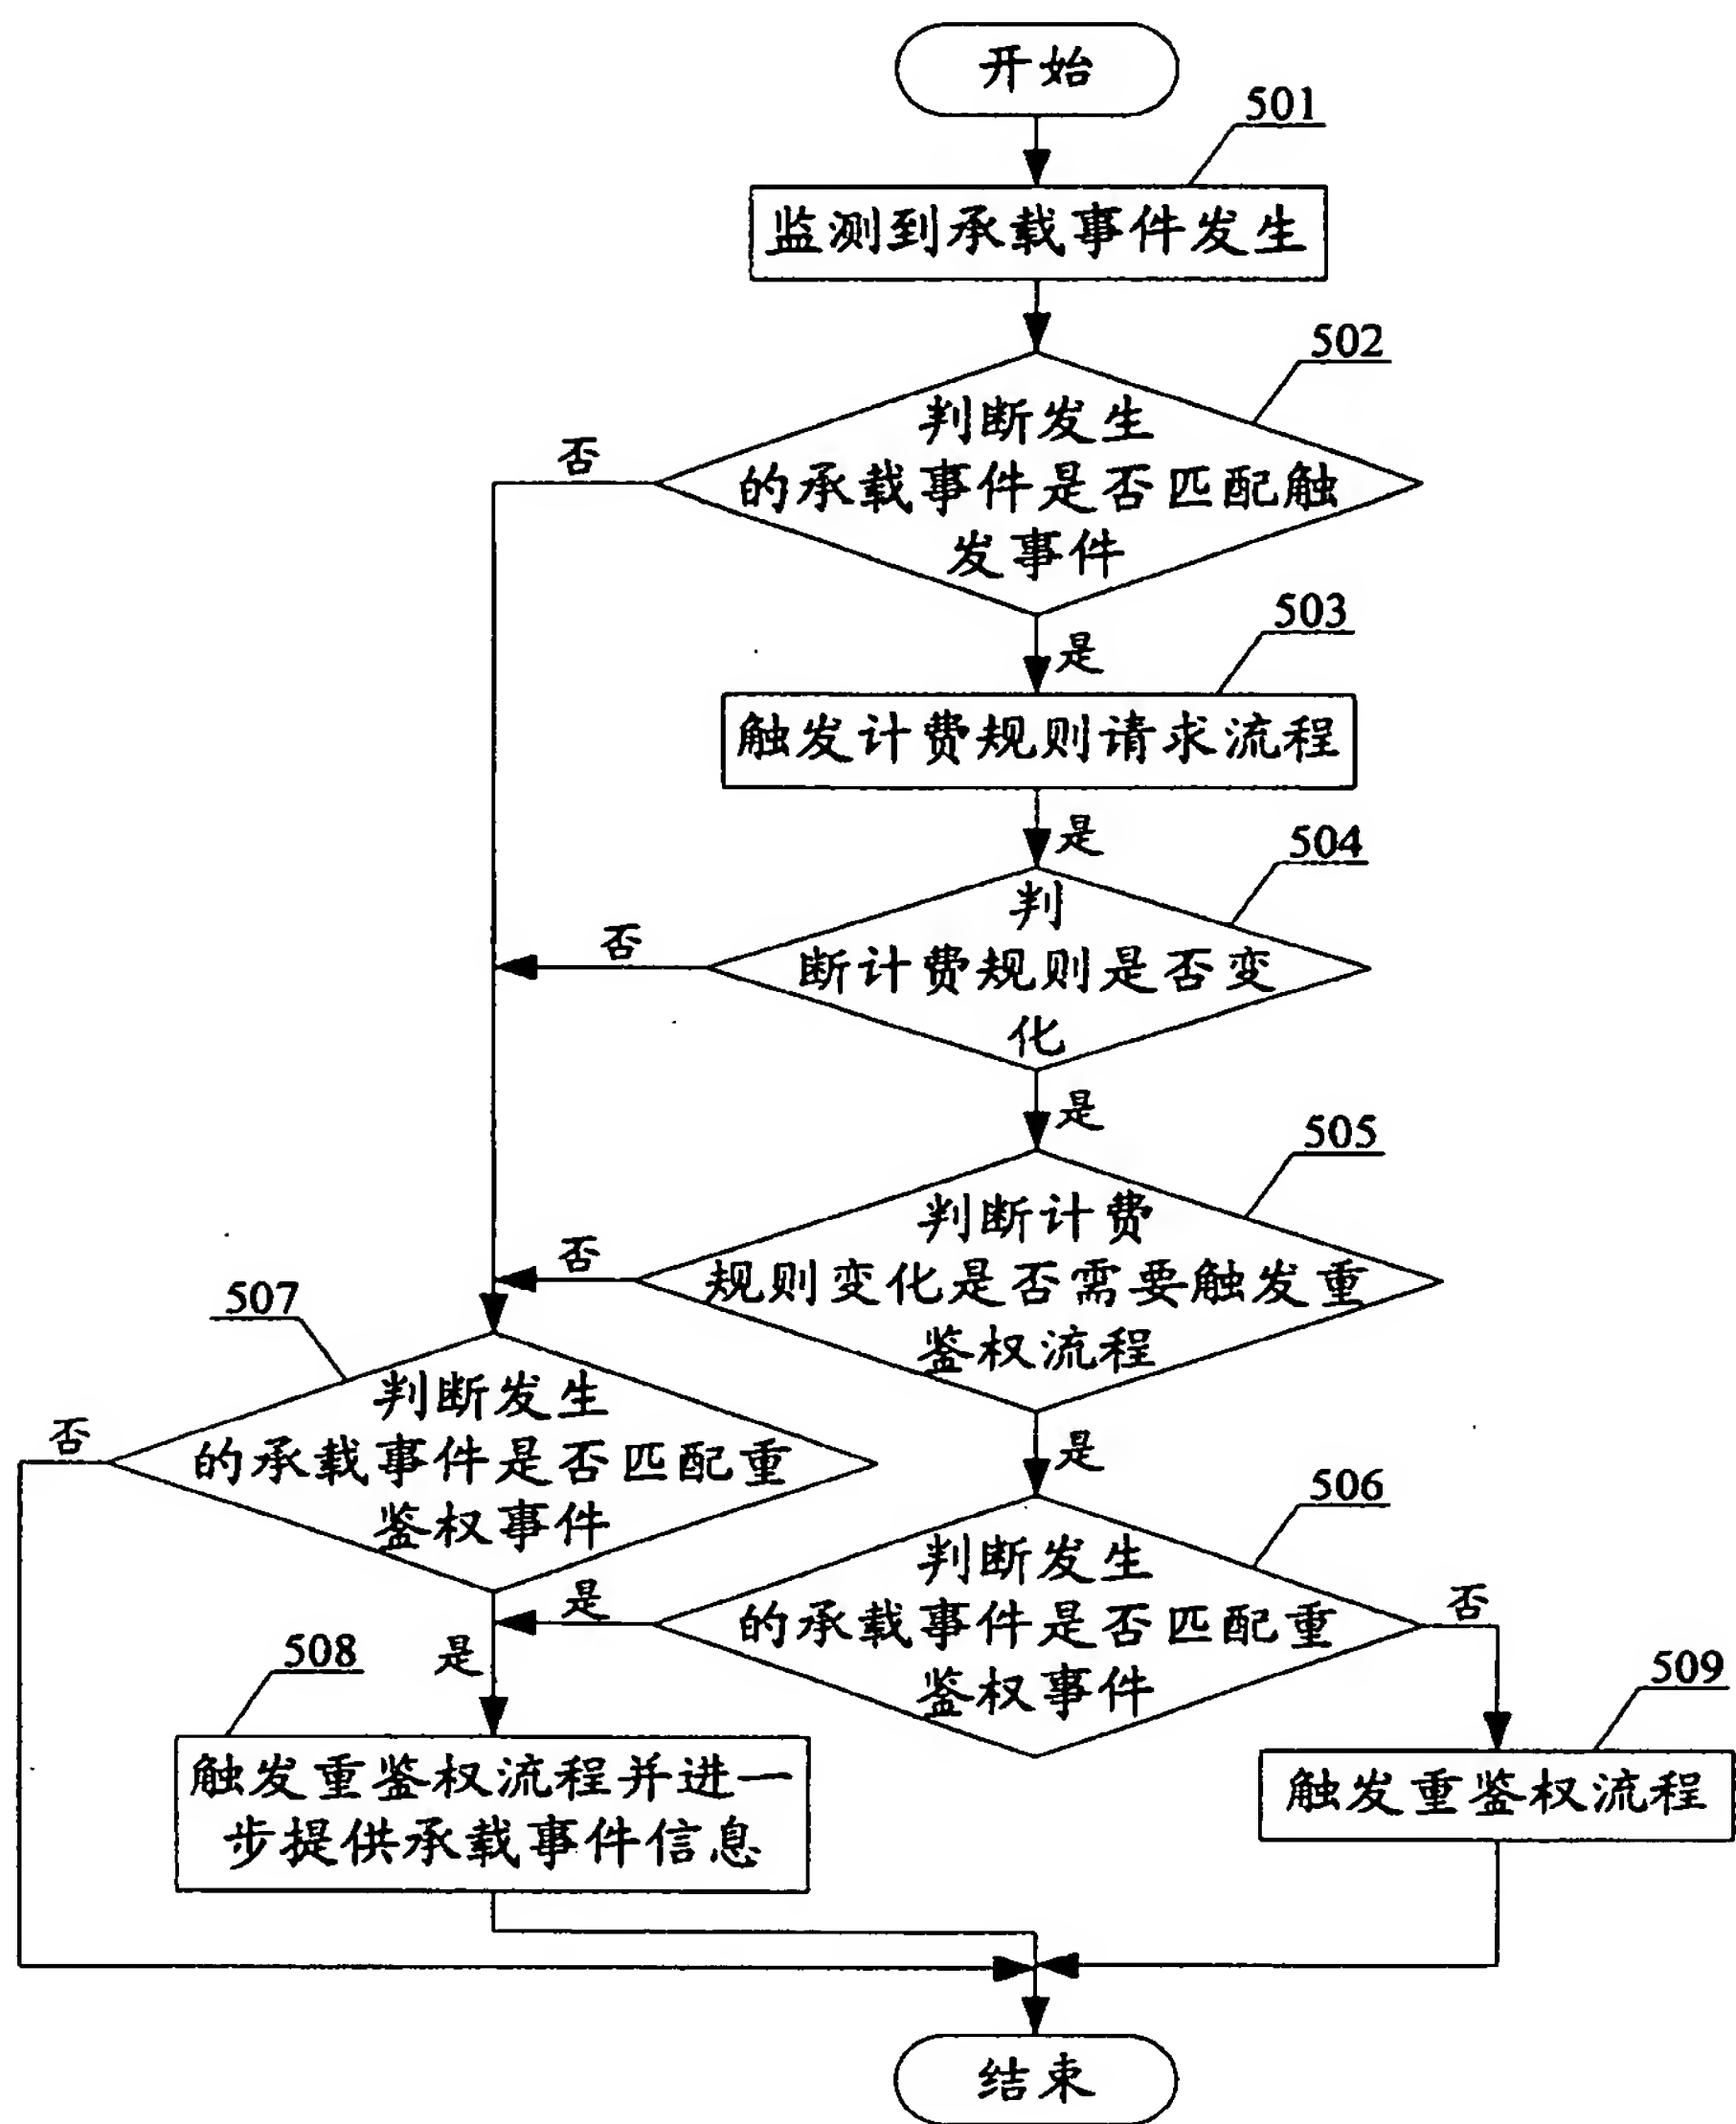 开始
501
监测到承载事件发生
502
判断发生
的承载事件是否匹配触
发事件
否
是
503
触发计费规则请求流程
是
504
判
断计费规则是否变
化
否
是
505
判断计费
规则变化是否需要触发重
鉴权流程
否
是
507
判断发生
的承载事件是否匹配重
鉴权事件
否
是
506
判断发生
的承载事件是否匹配重
鉴权事件
是
否
508
触发重鉴权流程并进一
步提供承载事件信息
509
触发重鉴权流程
结束